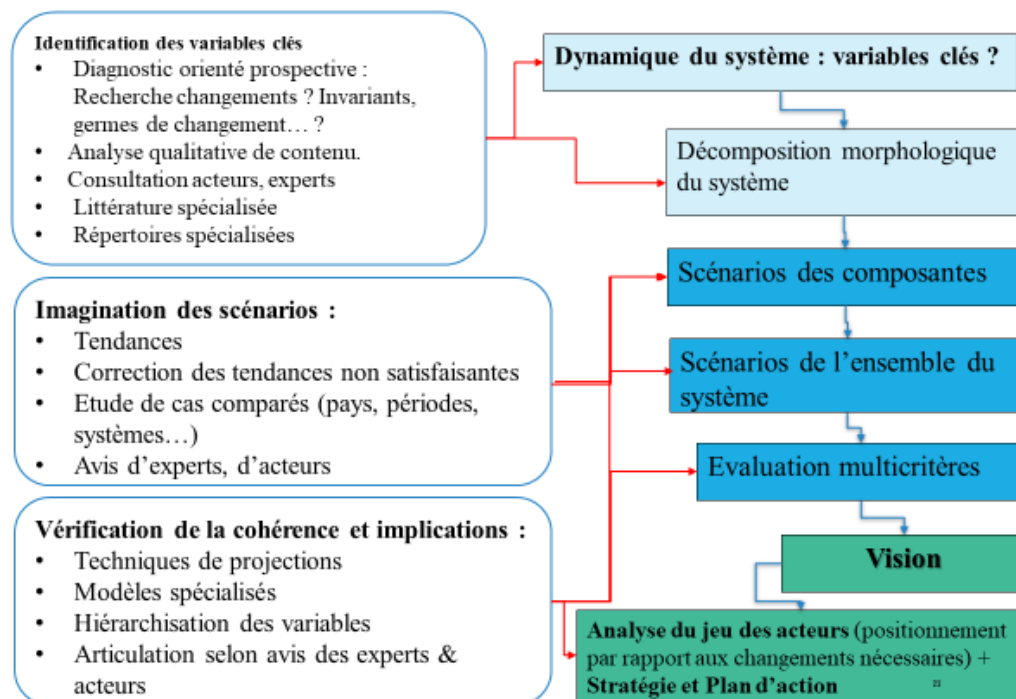 Identification des variables clés
• Diagnostic orienté prospective :
Recherche changements ? Invariants,
germes de changement… ?
• Analyse qualitative de contenu.
• Consultation acteurs, experts
• Littérature spécialisée
• Répertoires spécialisées
Imagination des scénarios :
• Tendances
• Correction des tendances non satisfaisantes
• Etude de cas comparés (pays, périodes,
systèmes…)
• Avis d’experts, d’acteurs
Vérification de la cohérence et implications :
• Techniques de projections
• Modèles spécialisés
• Hiérarchisation des variables
• Articulation selon avis des experts &
acteurs
Dynamique du système : variables clés ?
Décomposition morphologique
du système
Scénarios des composantes
Scénarios de l’ensemble du
système
Evaluation multicritères
Vision
Analyse du jeu des acteurs (positionnement
par rapport aux changements nécessaires) +
Stratégie et Plan d’action